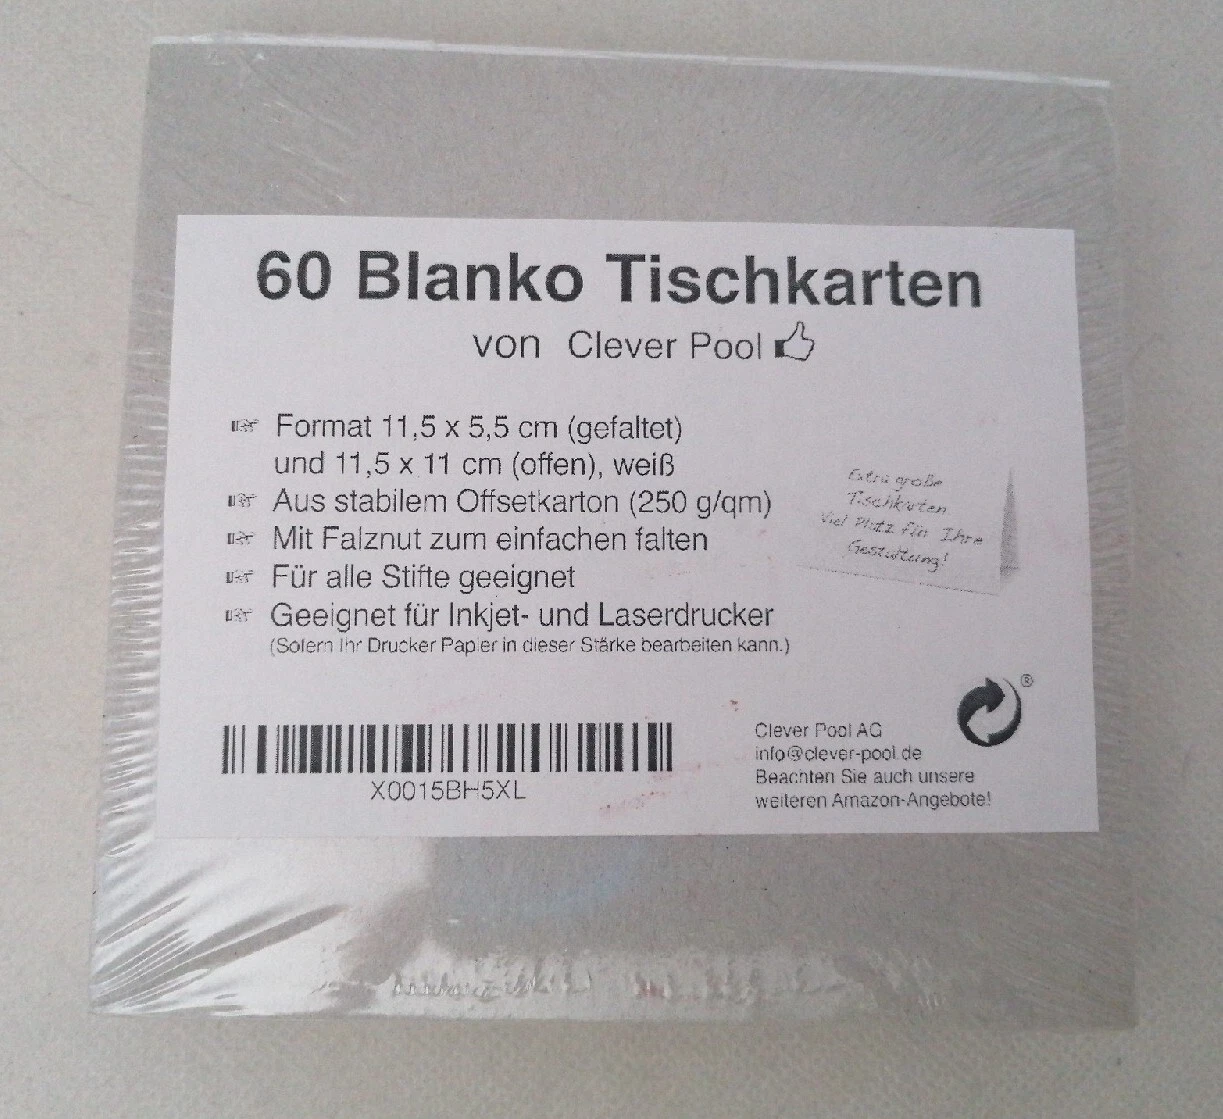 60 Blanko Tischkarten
von Clever Pool
Format 11,5 x 5,5 cm (gefaltet)
und 11,5 x 11 cm (offen), weiß
Aus stabilem Offsetkarton (250 g/qm)
Mit Falznut zum einfachen falten
Für alle Stifte geeignet
Geeignet für Inkjet- und Laserdrucker
(Sofern Ihr Drucker Papier in dieser Stärke bearbeiten kann.)
Extra große
Tischkarten
Viel Platz für Ihre
Gestaltung!
X0015BH5XL
®
Clever Pool AG
info@clever-pool.de
Beachten Sie auch unsere
weiteren Amazon-Angebote!